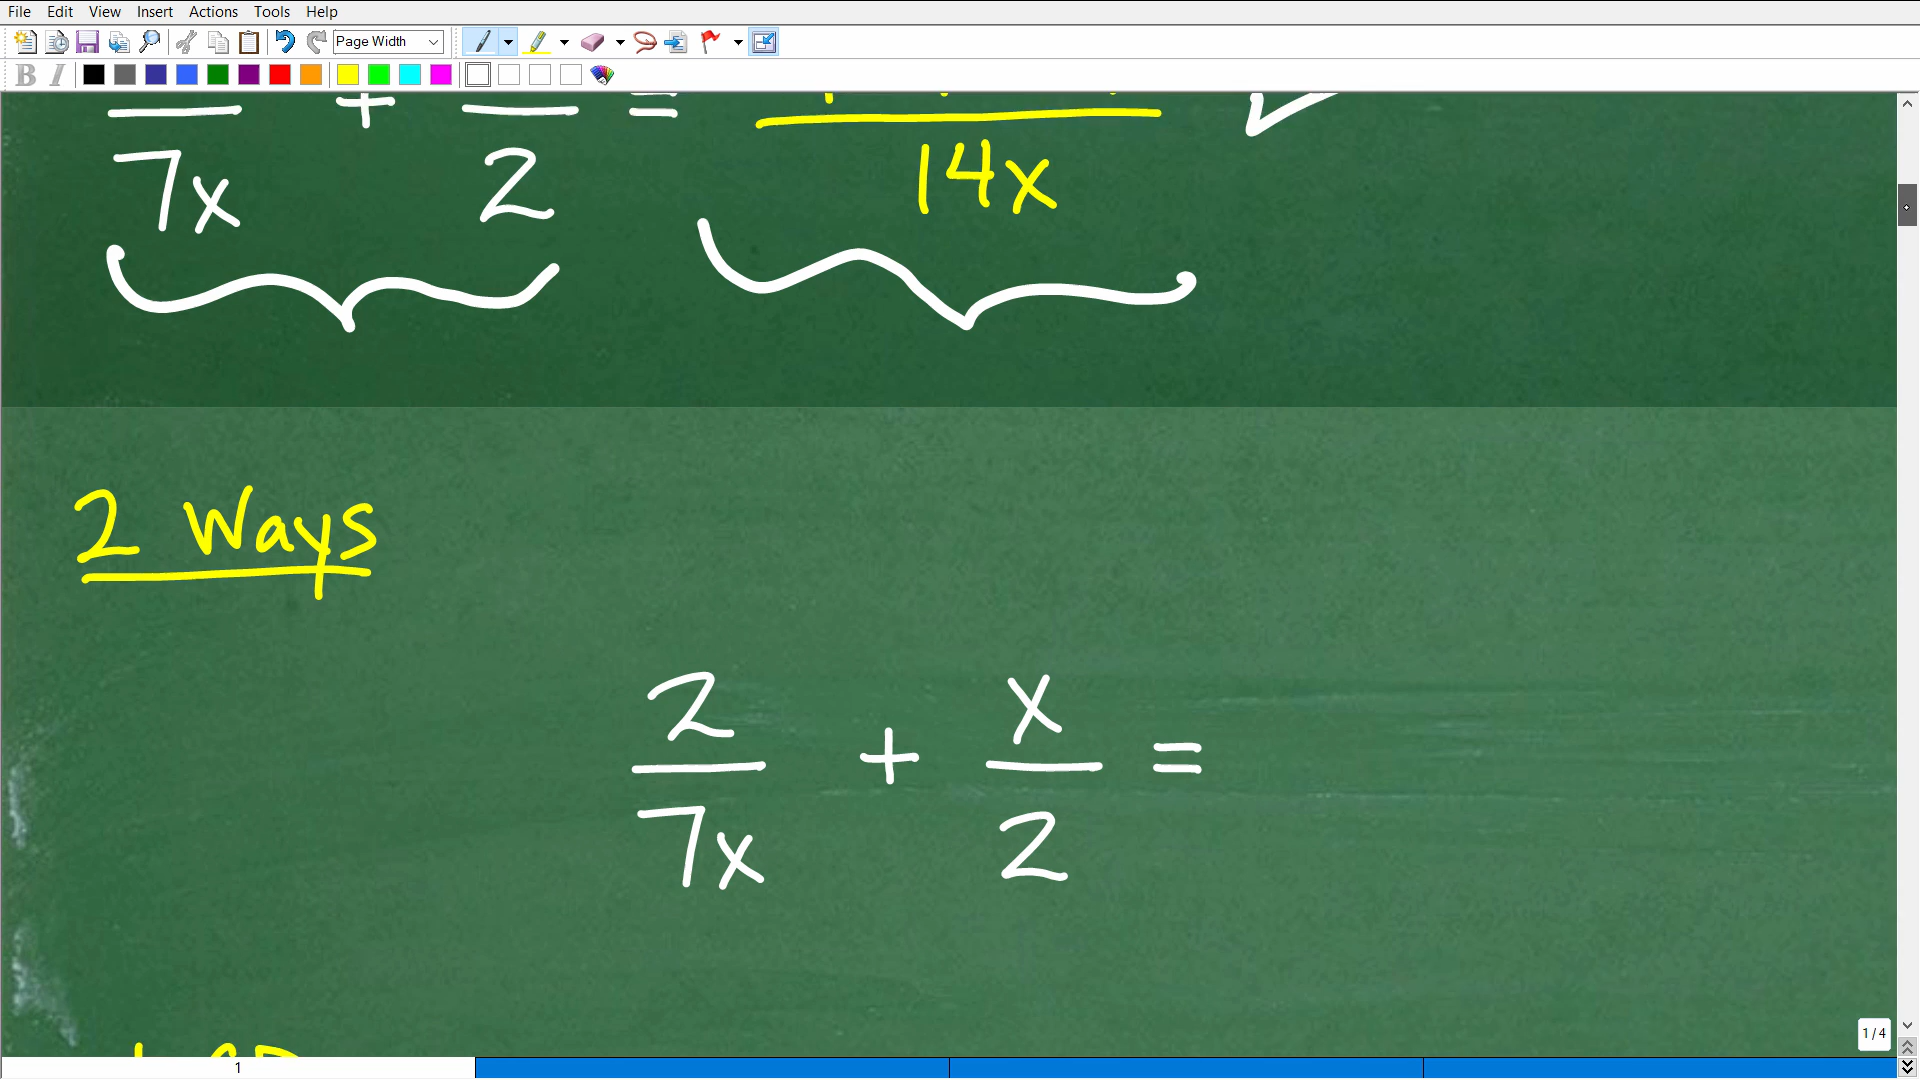 File Edit View Insert Actions Tools Help
Page Width
B I
+ =
7x 2 14x
2 Ways
2/7x + x/2 =
1 / 4
1